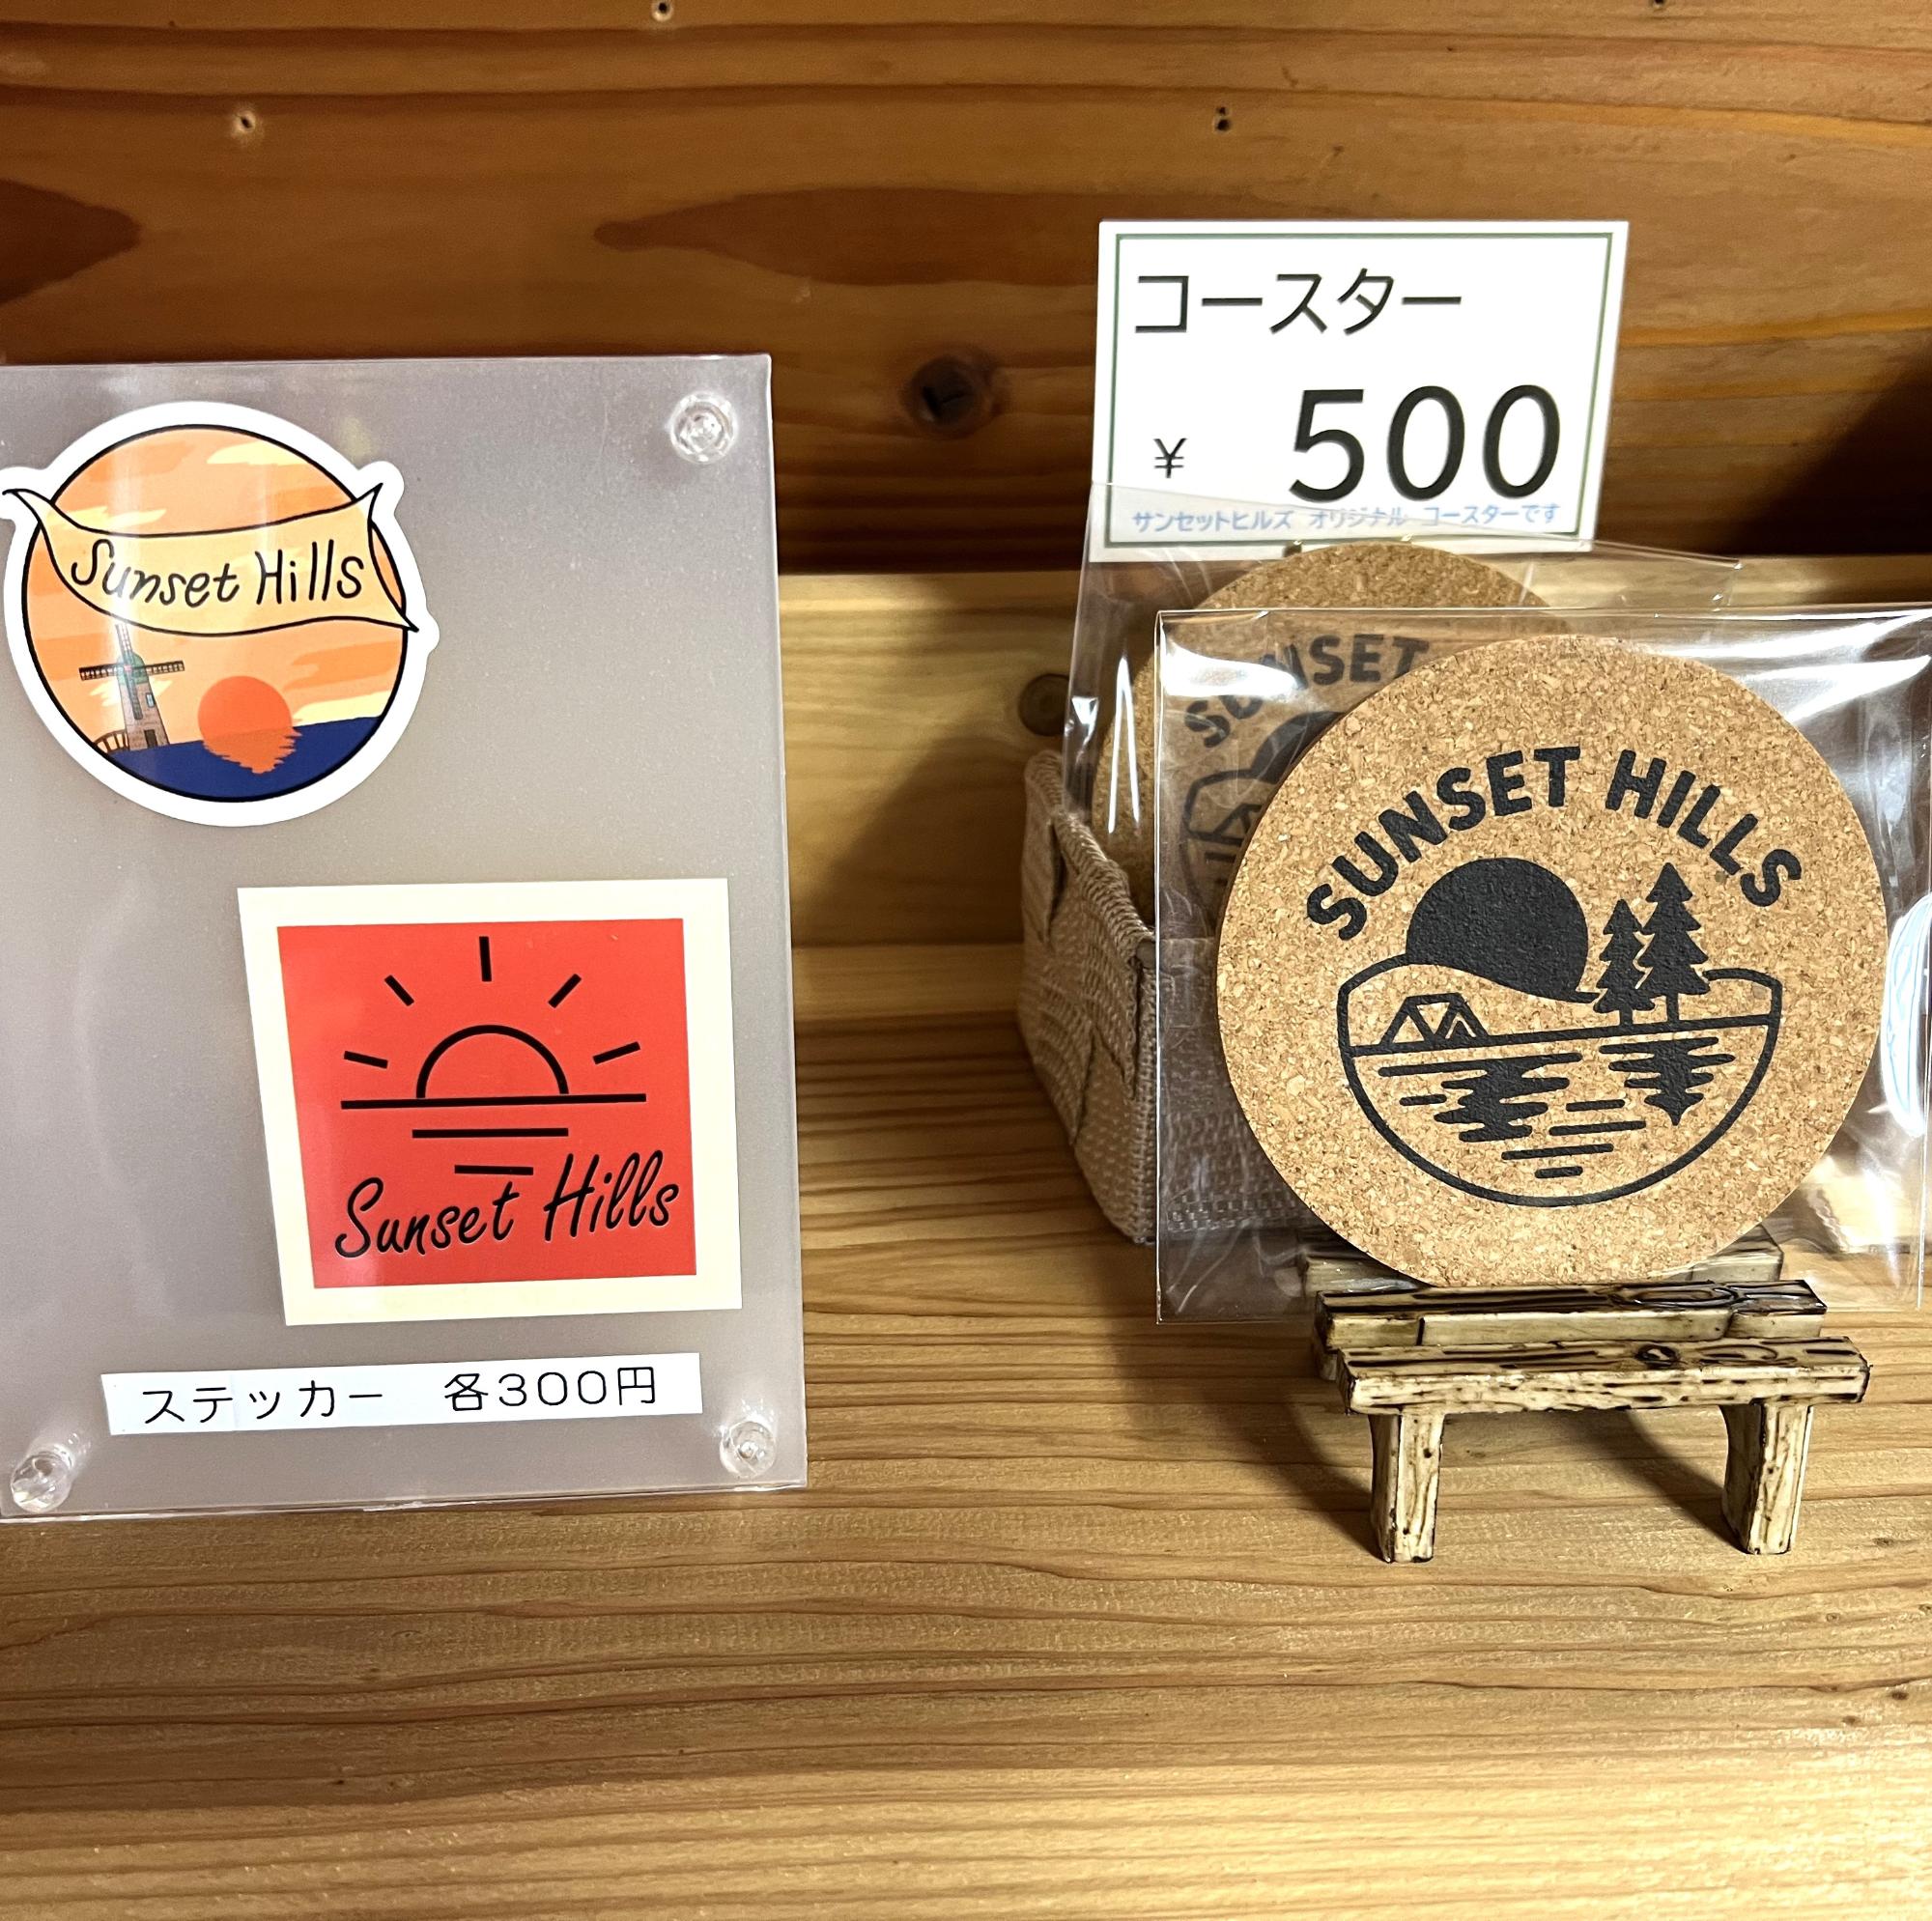 Sunset Hills
Sunset Hills
ステッカー 各300円
コースター
¥ 500
サンセットヒルズ オリジナル コースターです
SUNSET
SUNSET HILLS